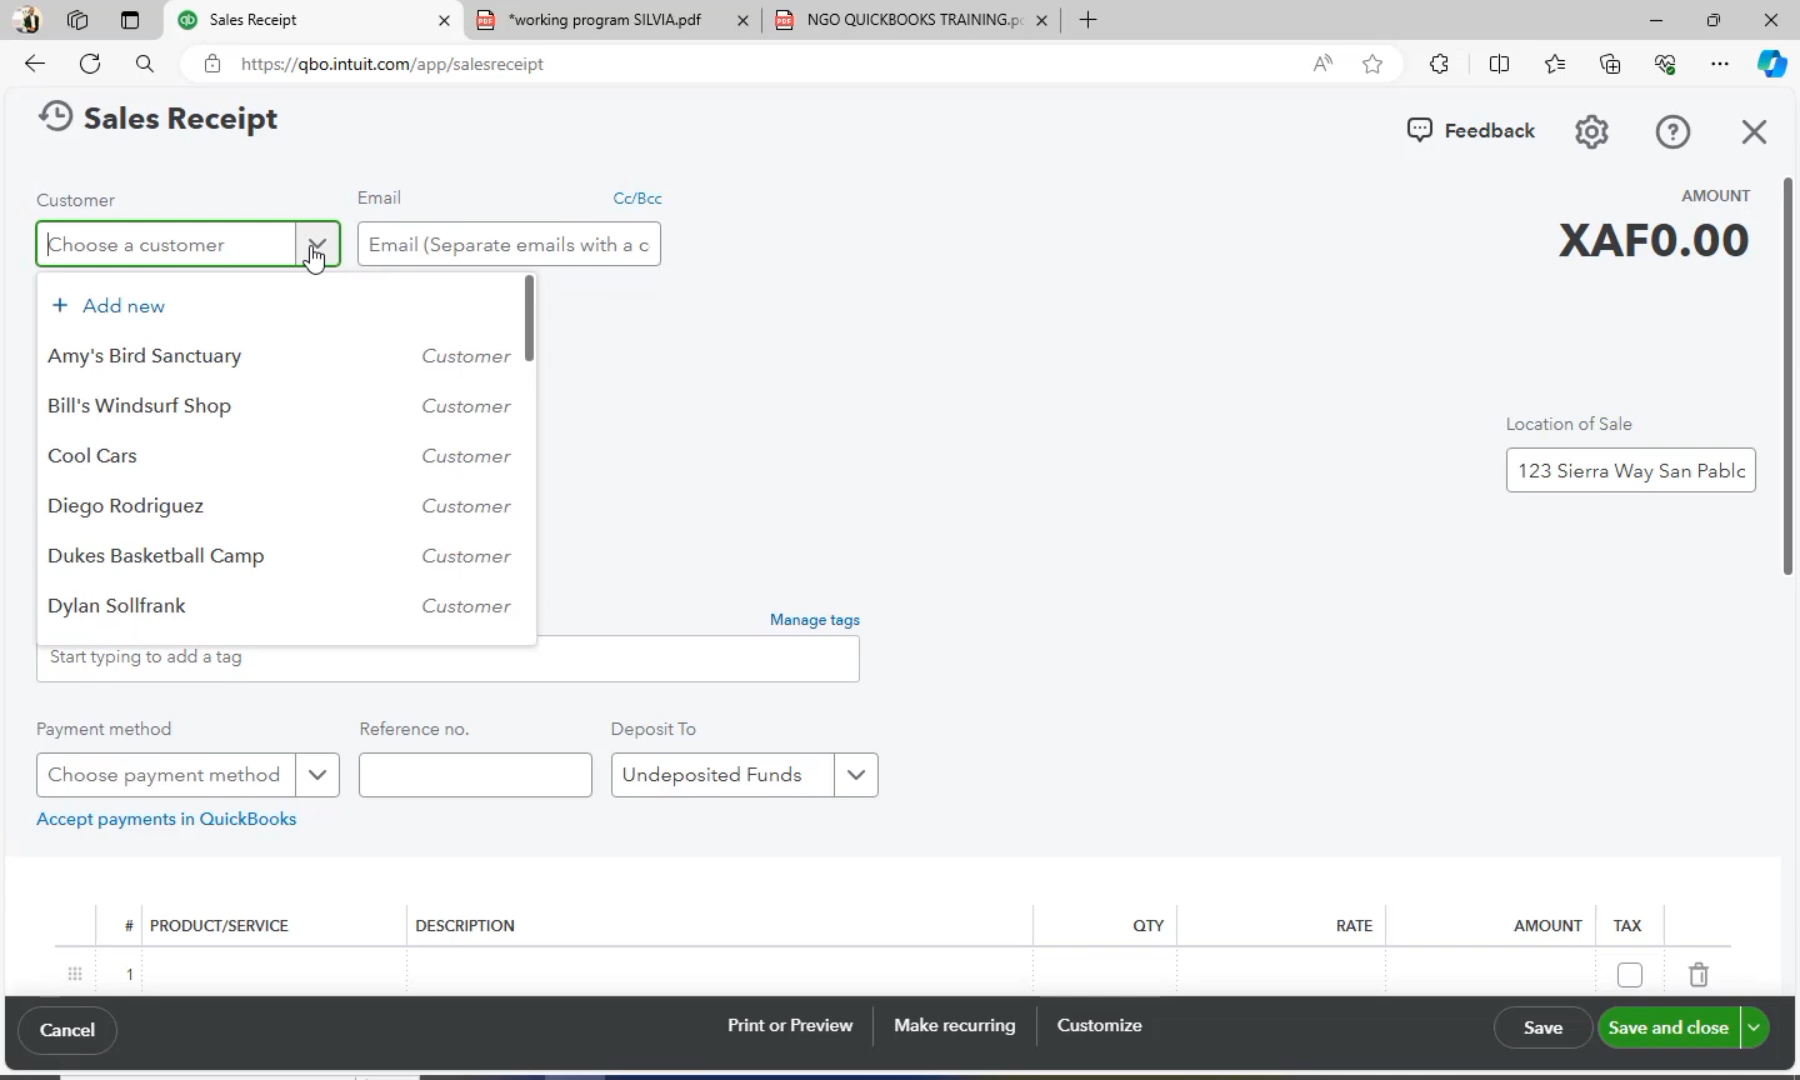 Sales Receipt
*working program SILVIA.pdf
NGO QUICKBOOKS TRAINING.p
https://qbo.intuit.com/app/salesreceipt
Sales Receipt
Feedback
Customer
Email
Cc/Bcc
AMOUNT
Choose a customer
Email (Separate emails with a c
XAF0.00
+ Add new
Amy's Bird Sanctuary Customer
Bill's Windsurf Shop Customer
Location of Sale
Cool Cars Customer
123 Sierra Way San Pablo
Diego Rodriguez Customer
Dukes Basketball Camp Customer
Dylan Sollfrank Customer
Manage tags
Start typing to add a tag
Payment method
Reference no.
Deposit To
Choose payment method
Undeposited Funds
Accept payments in QuickBooks
# PRODUCT/SERVICE DESCRIPTION QTY RATE AMOUNT TAX
1
Cancel
Print or Preview
Make recurring
Customize
Save
Save and close